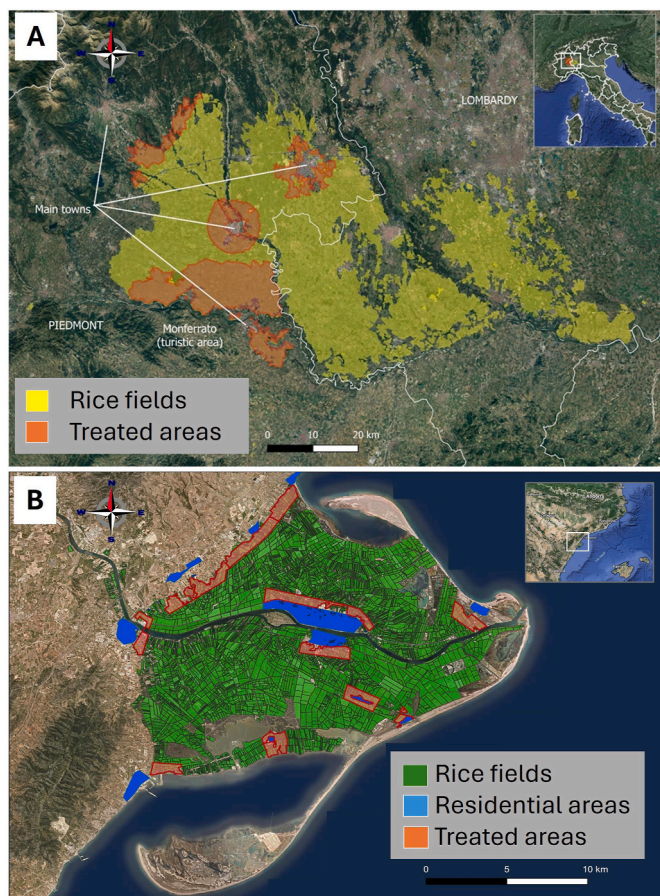 A
N
W
E
S
LOMBARDY
Main towns
PIEDMONT
Monferrato
(turistic area)
Rice fields
Treated areas
0 10 20 km
B
N
W
E
S
Rice fields
Residential areas
Treated areas
0 5 10 km